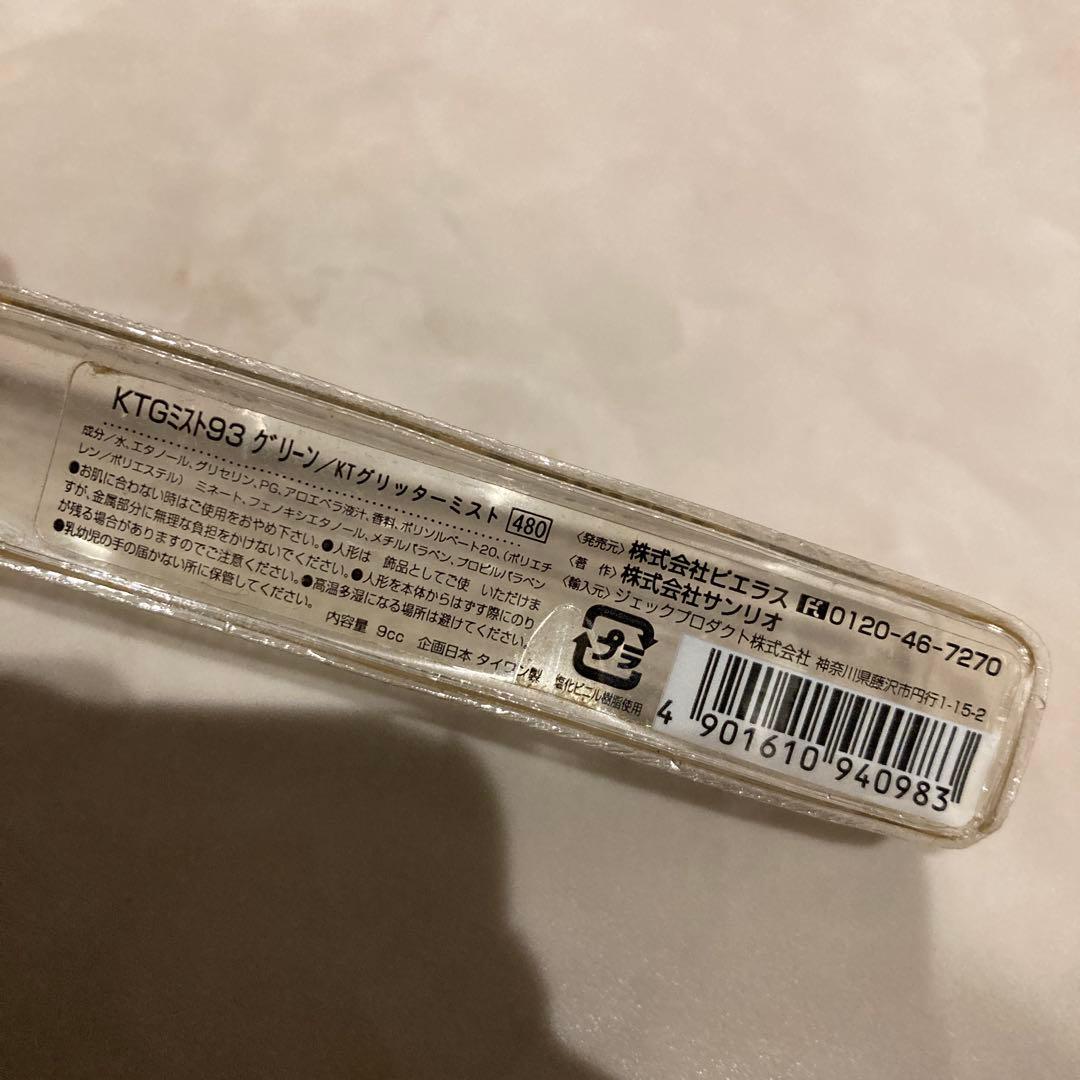 KTGミスト93 グリーン/KTグリッターミスト 480
成分/水、エタノール、グリセリン、PG、アロエベラ液汁、香料、ポリソルベート20、(ポリエチ
レン/ポリエステル) ミネート、フェノキシエタノール、メチルパラベン、プロピルパラベン
●お肌に合わない時はご使用をおやめ下さい。●人形は 飾品としてご使 いただけま
すが、金属部分に無理な負担をかけないでください。●人形を本体からはずす際にのり
が残る場合がありますのでご注意ください。●高温多湿になる場所は避けてください。
●乳幼児の手の届かない所に保管してください。
内容量 9cc 企画日本 タイワン製
〈発売元〉株式会社ピエラス 0120-46-7270
〈著 作〉株式会社サンリオ
〈輸入元〉ジェックプロダクト株式会社 神奈川県藤沢市円行1-15-2
プラ
塩化ビニル樹脂使用
4 901610 940983